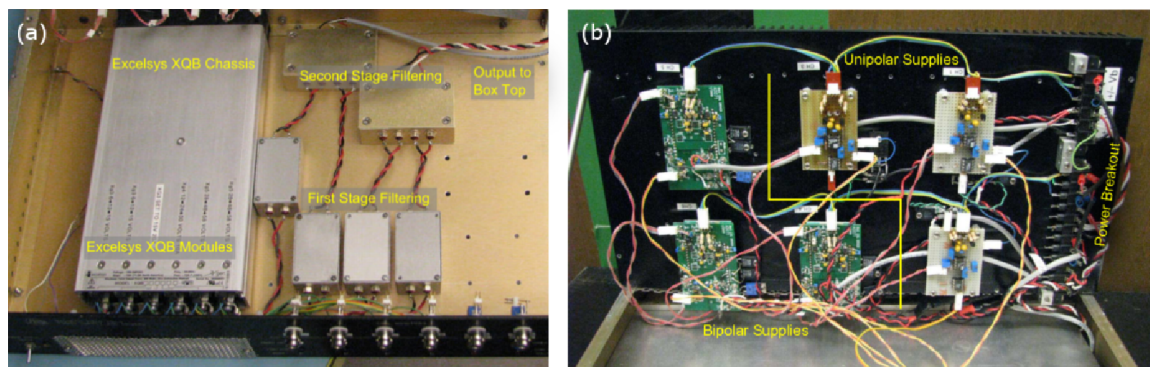 (a)
Excelsys XQB Chassis
Second Stage Filtering
Output to
Box Top
First Stage Filtering
Excelsys XQB Modules
(b)
Unipolar Supplies
Power Breakout
Bipolar Supplies